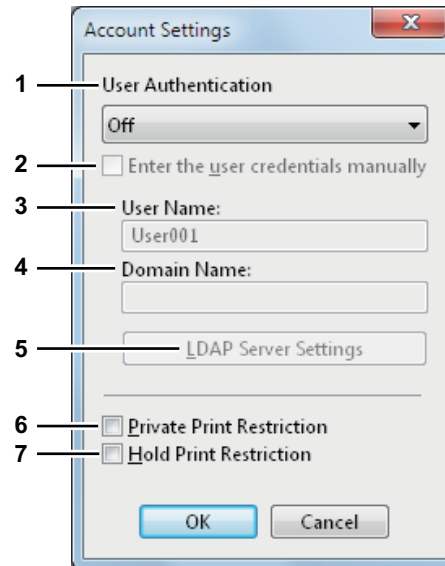 Account Settings
1 User Authentication
Off
2 Enter the user credentials manually
3 User Name:
User001
4 Domain Name:
5 LDAP Server Settings
6 Private Print Restriction
7 Hold Print Restriction
OK Cancel